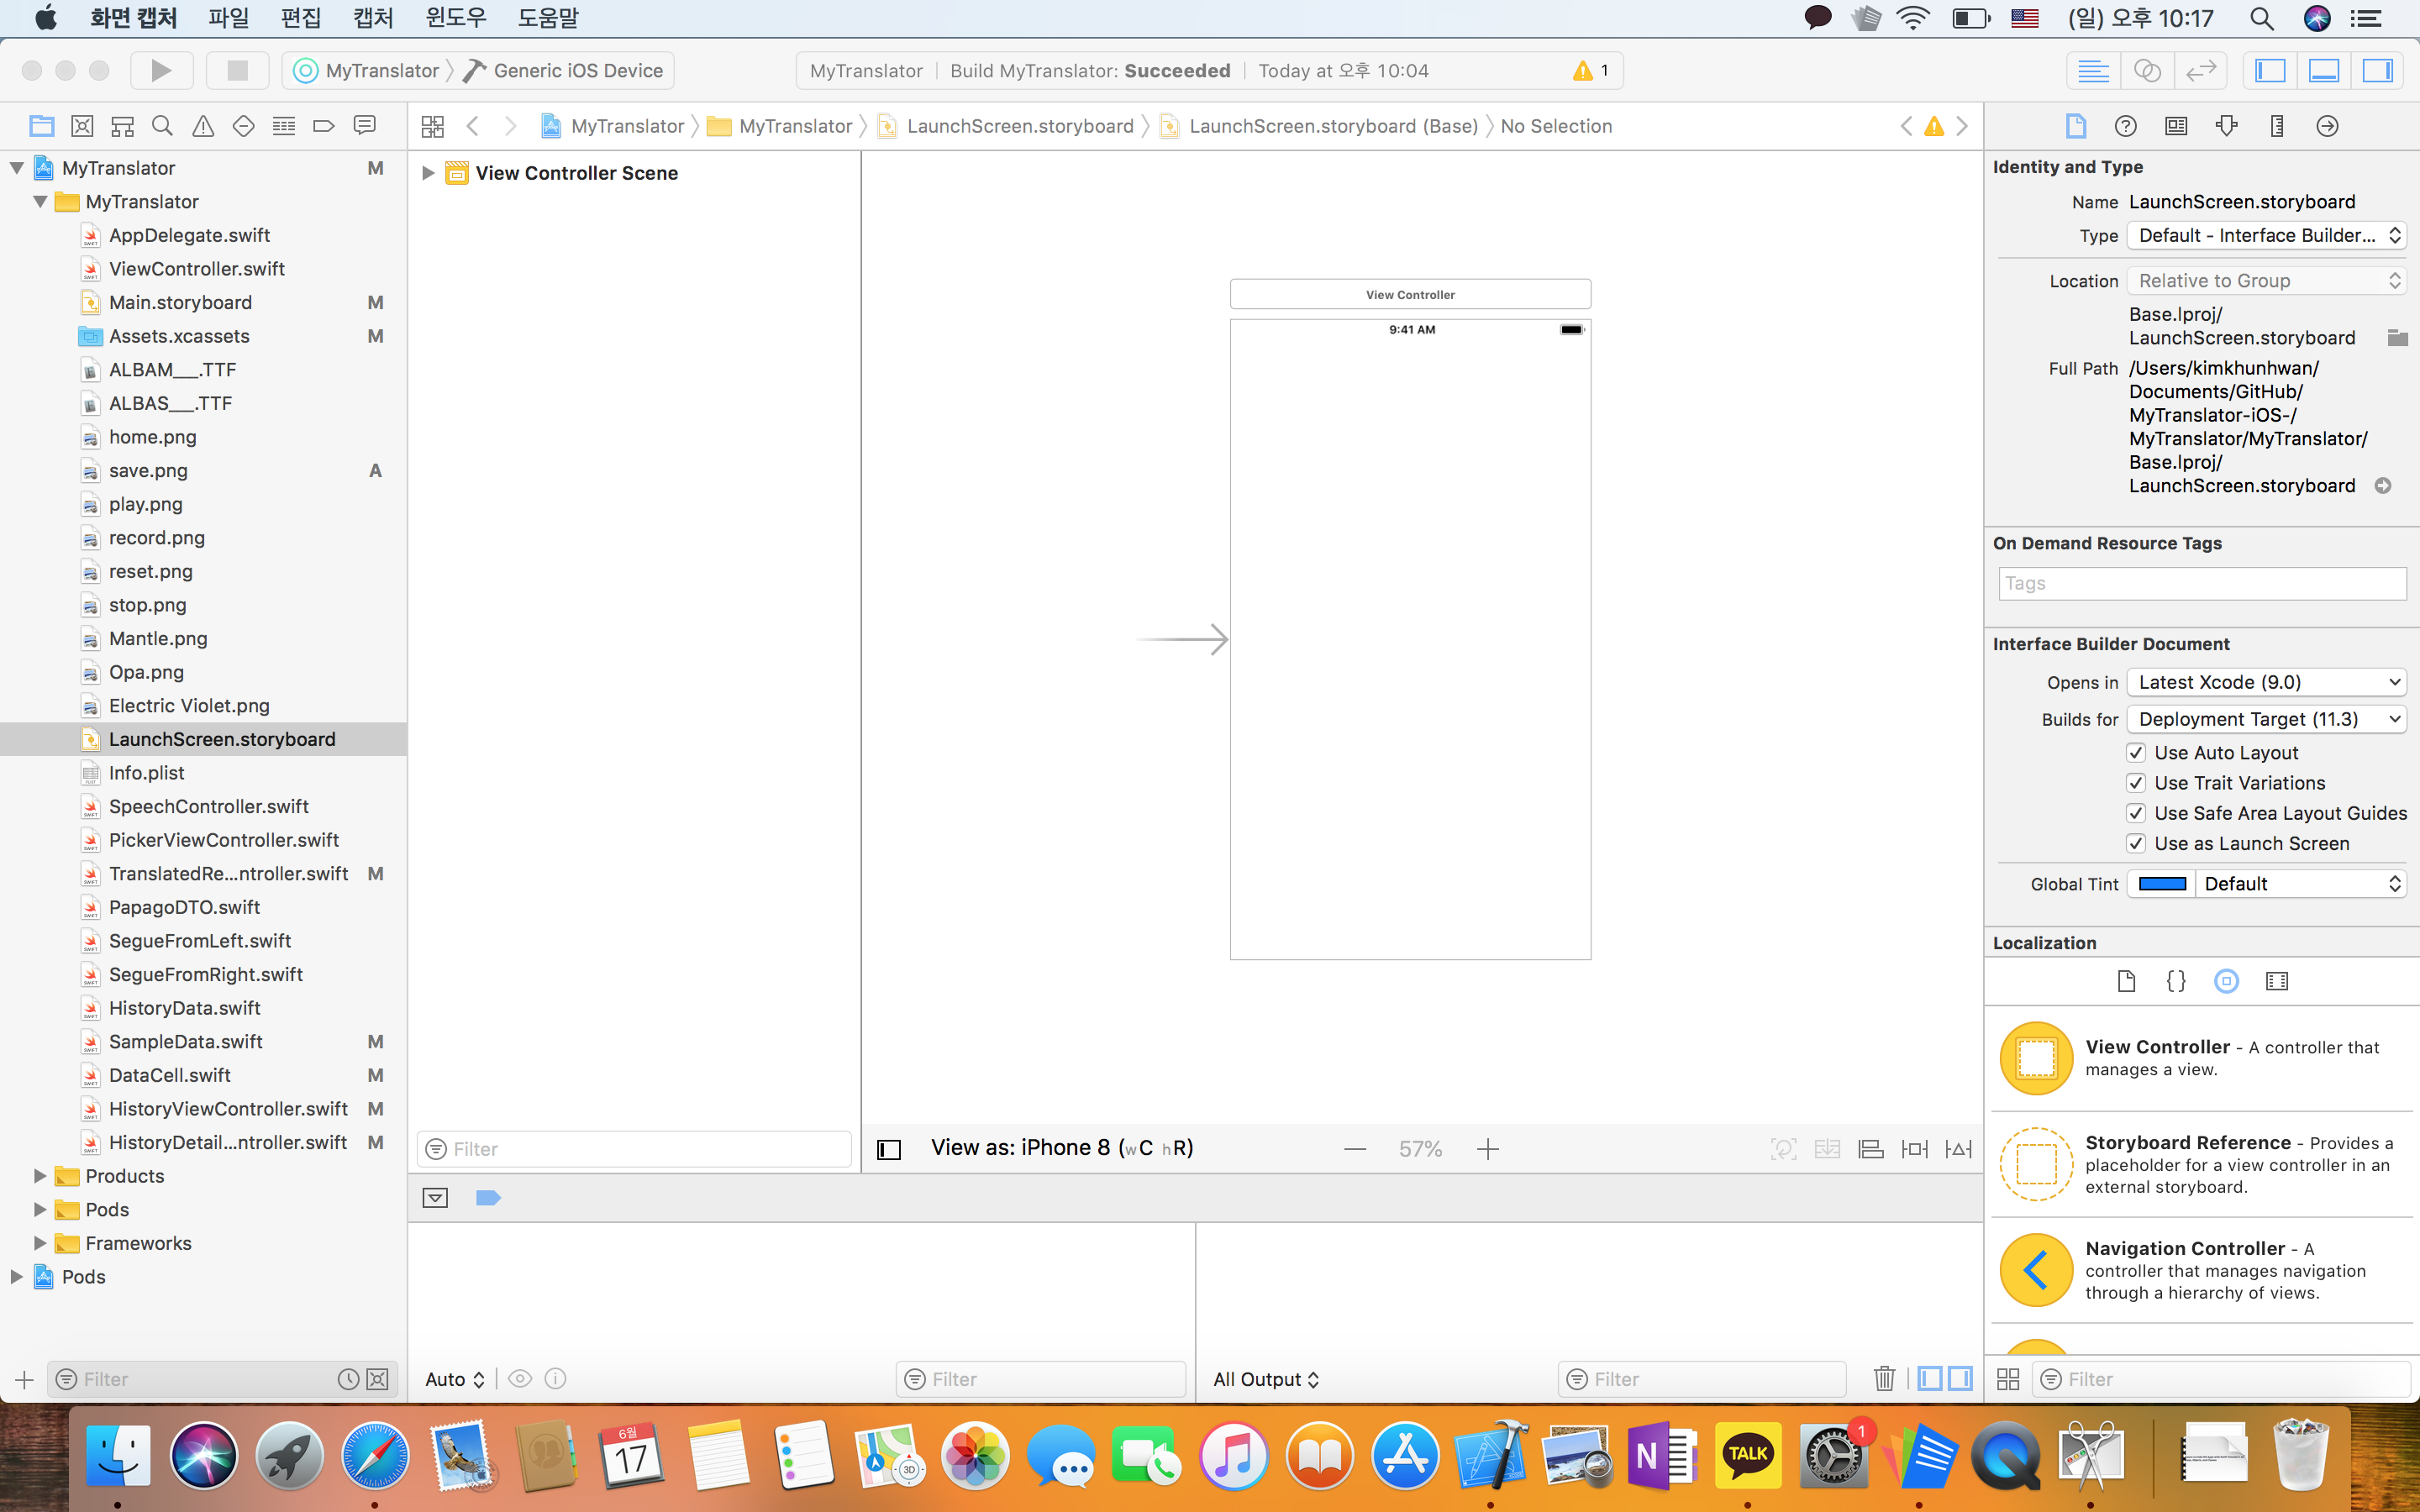 화면 캡처 파일 편집 캡처 윈도우 도움말 (일) 오후 10:17
MyTranslator Generic iOS Device MyTranslator Build MyTranslator: Succeeded Today at 오후 10:04 1
MyTranslator MyTranslator LaunchScreen.storyboard LaunchScreen.storyboard (Base) No Selection
MyTranslator M
MyTranslator
AppDelegate.swift
ViewController.swift
Main.storyboard M
Assets.xcassets M
ALBAM___.TTF
ALBAS___.TTF
home.png
save.png A
play.png
record.png
reset.png
stop.png
Mantle.png
Opa.png
Electric Violet.png
LaunchScreen.storyboard
Info.plist
SpeechController.swift
PickerViewController.swift
TranslatedRe...ntroller.swift M
PapagoDTO.swift
SegueFromLeft.swift
SegueFromRight.swift
HistoryData.swift
SampleData.swift M
DataCell.swift M
HistoryViewController.swift M
HistoryDetail...ntroller.swift M
Products
Pods
Frameworks
Pods
Filter
View Controller Scene
Filter
View Controller
9:41 AM
View as: iPhone 8 (wC hR) 57%
Auto Filter
All Output Filter
Identity and Type
Name LaunchScreen.storyboard
Type Default - Interface Builder...
Location Relative to Group
Base.lproj/
LaunchScreen.storyboard
Full Path /Users/kimkhunhwan/
Documents/GitHub/
MyTranslator-iOS-/
MyTranslator/MyTranslator/
Base.lproj/
LaunchScreen.storyboard
On Demand Resource Tags
Tags
Interface Builder Document
Opens in Latest Xcode (9.0)
Builds for Deployment Target (11.3)
Use Auto Layout
Use Trait Variations
Use Safe Area Layout Guides
Use as Launch Screen
Global Tint Default
Localization
{}
View Controller - A controller that
manages a view.
Storyboard Reference - Provides a
placeholder for a view controller in an
external storyboard.
Navigation Controller - A
controller that manages navigation
through a hierarchy of views.
Filter
6월
17
3D
N
TALK
1